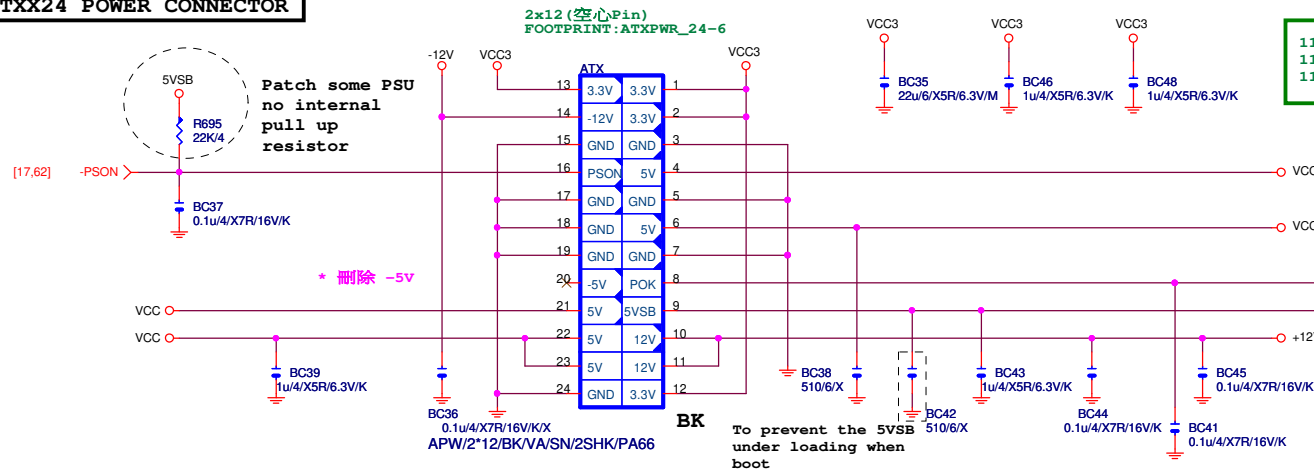 TXX24 POWER CONNECTOR
2x12(空心Pin)
FOOTPRINT:ATXPWR_24-6
5VSB
R695
22K/4
Patch some PSU
no internal
pull up
resistor
[17,62] -PSON
BC37
0.1u/4/X7R/16V/K
* 刪除 -5V
VCC
VCC
BC39
1u/4/X5R/6.3V/K
-12V
VCC3
BC36
0.1u/4/X7R/16V/K/X
ATX
13 3.3V 3.3V 1
14 -12V 3.3V 2
15 GND GND 3
16 PSON 5V 4
17 GND GND 5
18 GND 5V 6
19 GND GND 7
20 -5V POK 8
21 5V 5VSB 9
22 5V 12V 10
23 5V 12V 11
24 GND 3.3V 12
APW/2*12/BK/VA/SN/2SHK/PA66
BK
VCC3
VCC3
BC35
22u/6/X5R/6.3V/M
VCC3
BC46
1u/4/X5R/6.3V/K
VCC3
BC48
1u/4/X5R/6.3V/K
11
11
11
VCC
VCC
+12
BC38
510/6/X
BC42
510/6/X
To prevent the 5VSB
under loading when
boot
BC43
1u/4/X5R/6.3V/K
BC44
0.1u/4/X7R/16V/K
BC41
0.1u/4/X7R/16V/K
BC45
0.1u/4/X7R/16V/K